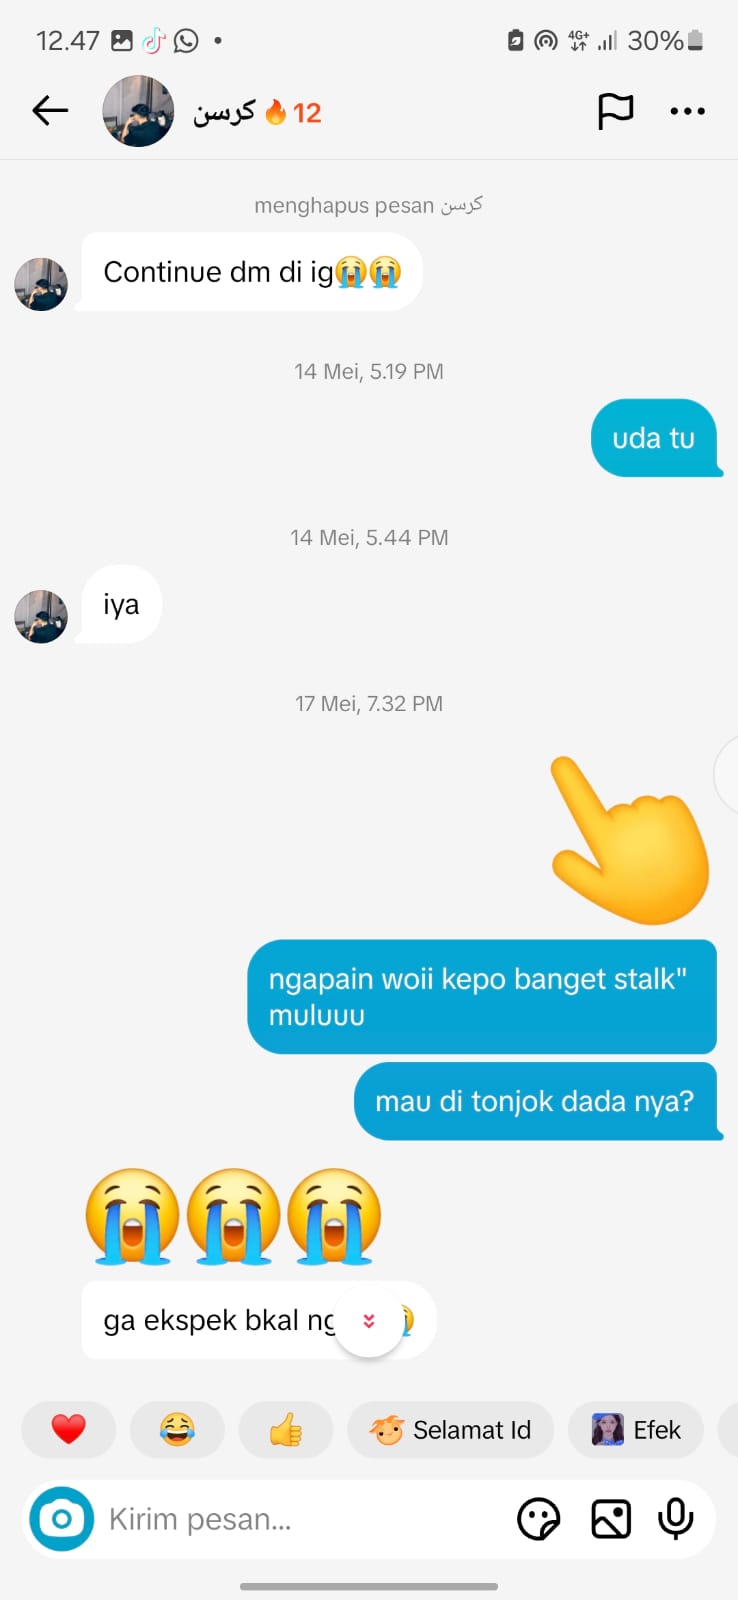 12.47
4G+ 30%
كرسن 🔥 12
menghapus pesan كرسن
Continue dm di ig😭😭
14 Mei, 5.19 PM
uda tu
14 Mei, 5.44 PM
iya
17 Mei, 7.32 PM
👆
ngapain woii kepo banget stalk"
muluuu
mau di tonjok dada nya?
😭😭😭
ga ekspek bkal
❤️ 😂 👍 Selamat Id Efek
Kirim pesan...